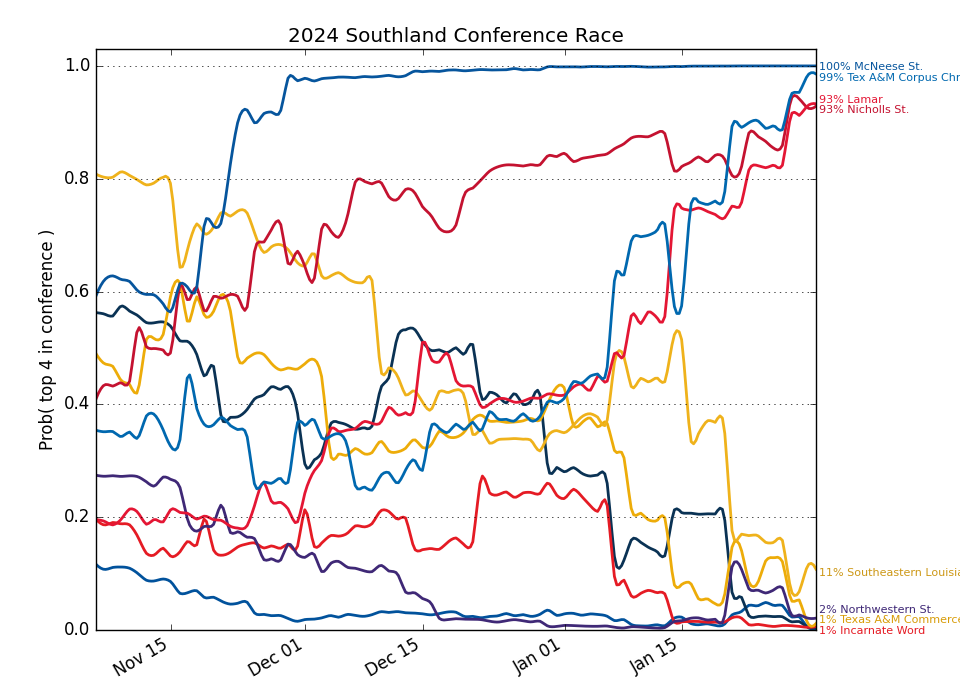 2024 Southland Conference Race
Prob( top 4 in conference )
1.0
0.8
0.6
0.4
0.2
0.0
Nov 15
Dec 01
Dec 15
Jan 01
Jan 15
100% McNeese St.
99% Tex A&M Corpus Chr
93% Lamar
93% Nicholls St.
11% Southeastern Louisia
2% Northwestern St.
1% Texas A&M Commerce
1% Incarnate Word